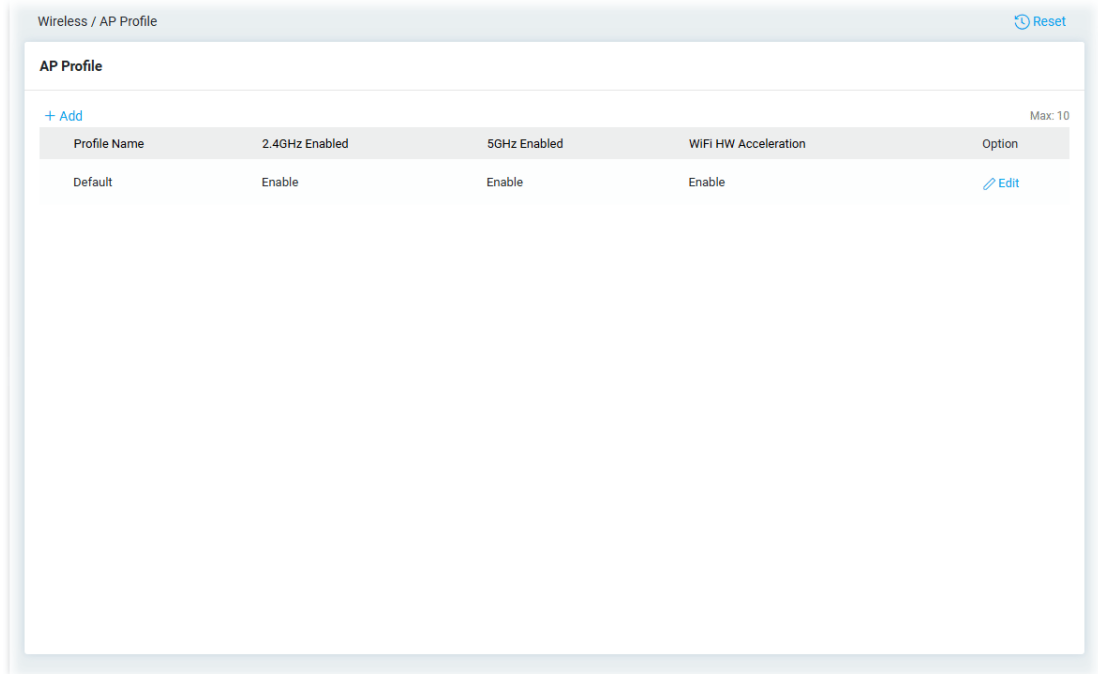 Wireless / AP Profile Reset
AP Profile
+ Add Max: 10
Profile Name 2.4GHz Enabled 5GHz Enabled WiFi HW Acceleration Option
Default Enable Enable Enable Edit